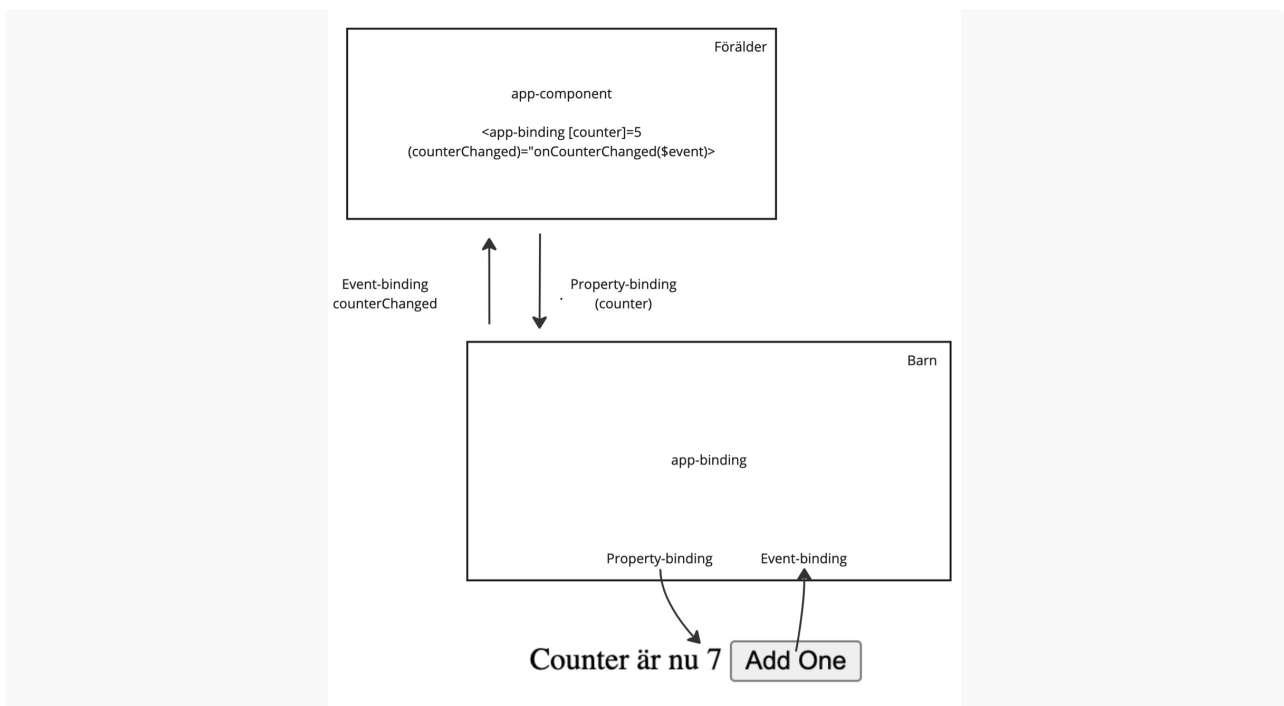 Förälder
app-component
<app-binding [counter]=5
(counterChanged)="onCounterChanged($event)>
Event-binding
counterChanged
Property-binding
(counter)
Barn
app-binding
Property-binding
Event-binding
Counter är nu 7
Add One